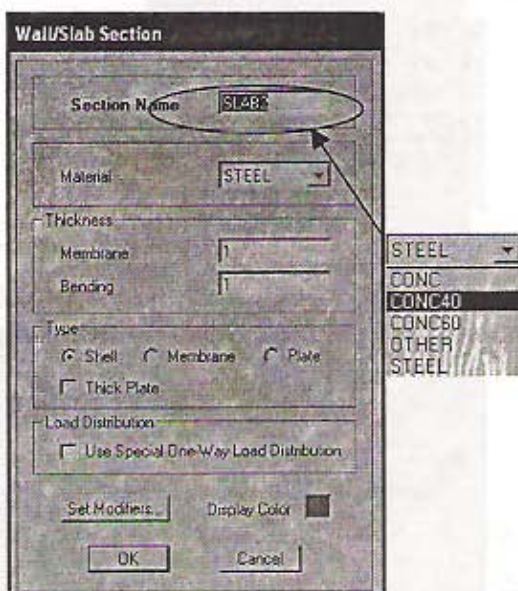 Wall/Slab Section
Section Name SLAB2
Material STEEL
Thickness
Membrane 1
Bending 1
Type
Shell Membrane Plate
Thick Plate
Load Distribution
Use Special One-Way Load Distribution
Set Modifiers... Display Color
OK Cancel
STEEL
CONC
CONC40
CONC60
OTHER
STEEL